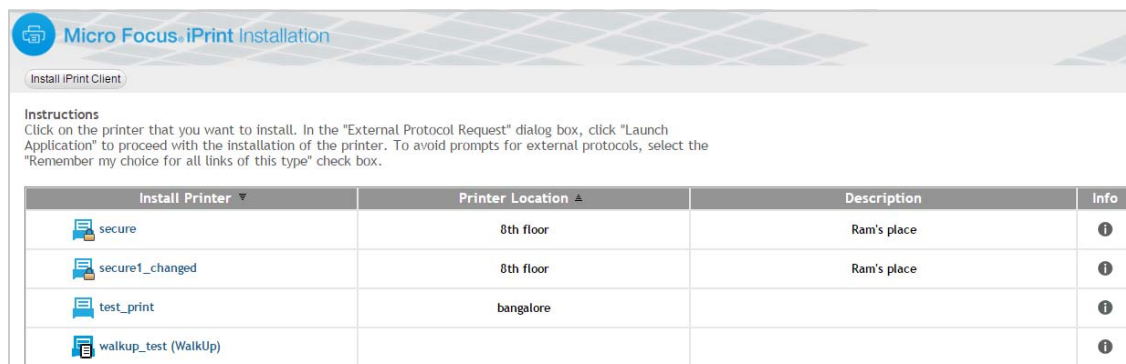 Micro Focus® iPrint Installation
Install iPrint Client
Instructions
Click on the printer that you want to install. In the "External Protocol Request" dialog box, click "Launch
Application" to proceed with the installation of the printer. To avoid prompts for external protocols, select the
"Remember my choice for all links of this type" check box.
Install Printer ▼ Printer Location ▲ Description Info
secure 8th floor Ram's place
secure1_changed 8th floor Ram's place
test_print bangalore
walkup_test (WalkUp)